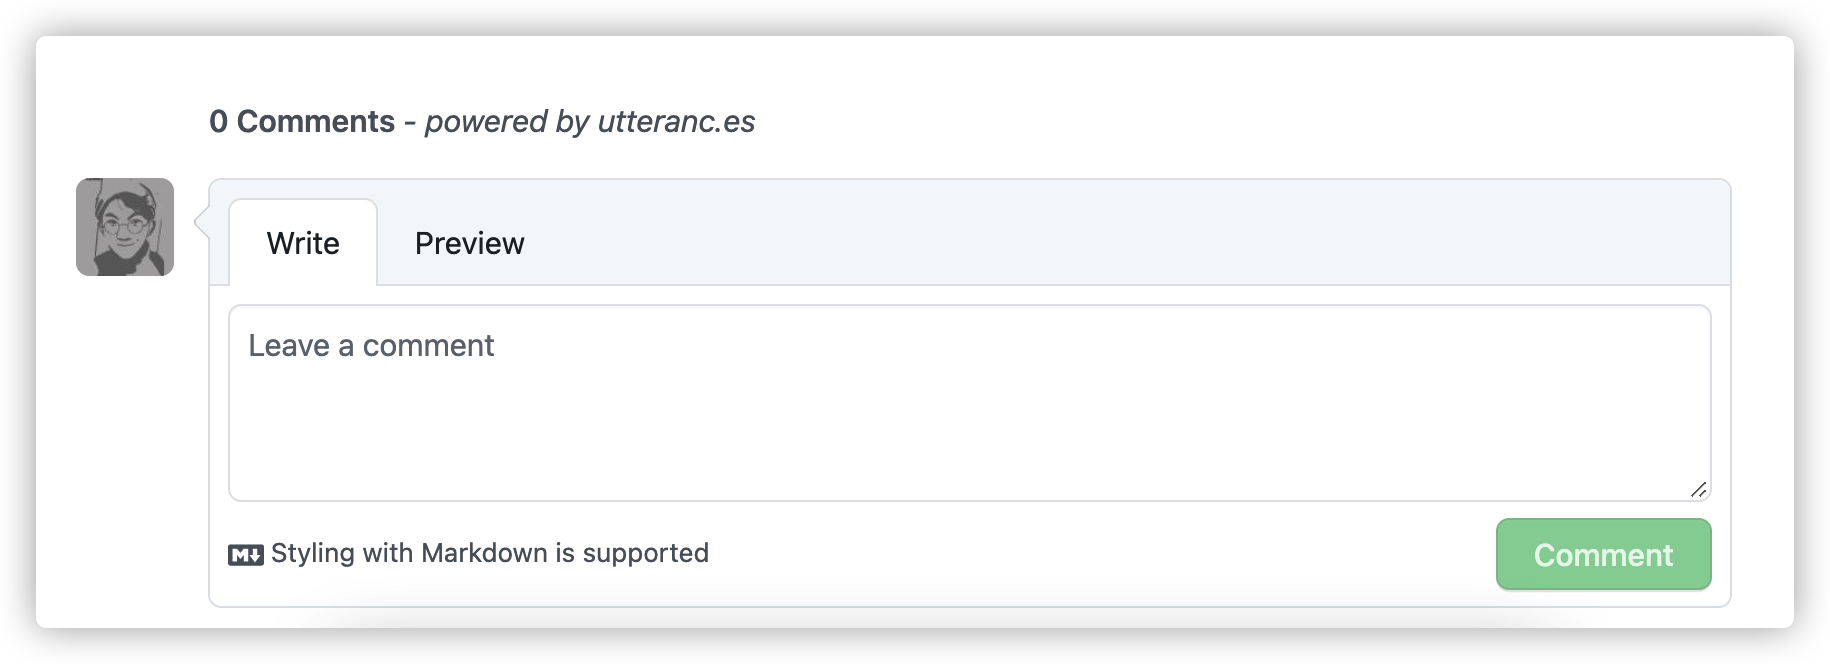 0 Comments - powered by utteranc.es
Write Preview
Leave a comment
M↓ Styling with Markdown is supported
Comment